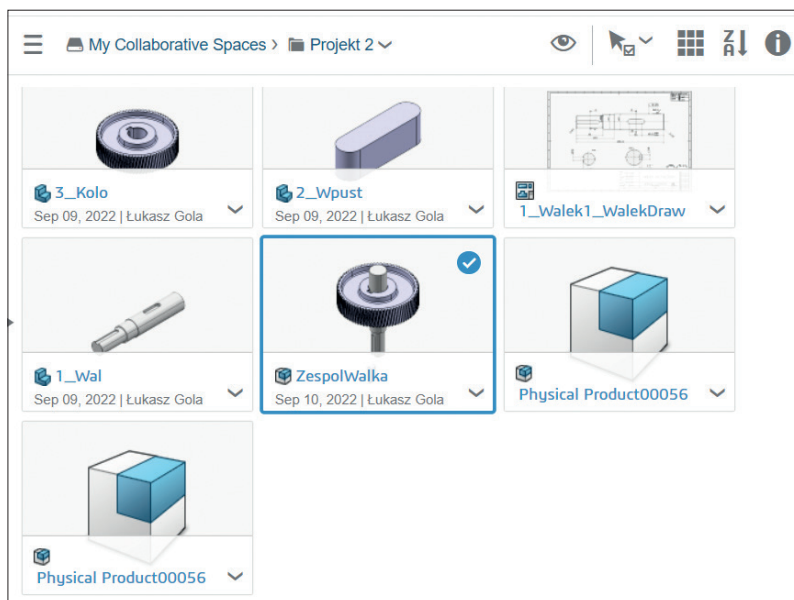 My Collaborative Spaces > Projekt 2
3_Kolo
Sep 09, 2022 | Łukasz Gola
2_Wpust
Sep 09, 2022 | Łukasz Gola
1_Walek1_WalekDraw
1_Wal
Sep 09, 2022 | Łukasz Gola
ZespolWalka
Sep 10, 2022 | Łukasz Gola
Physical Product00056
Physical Product00056